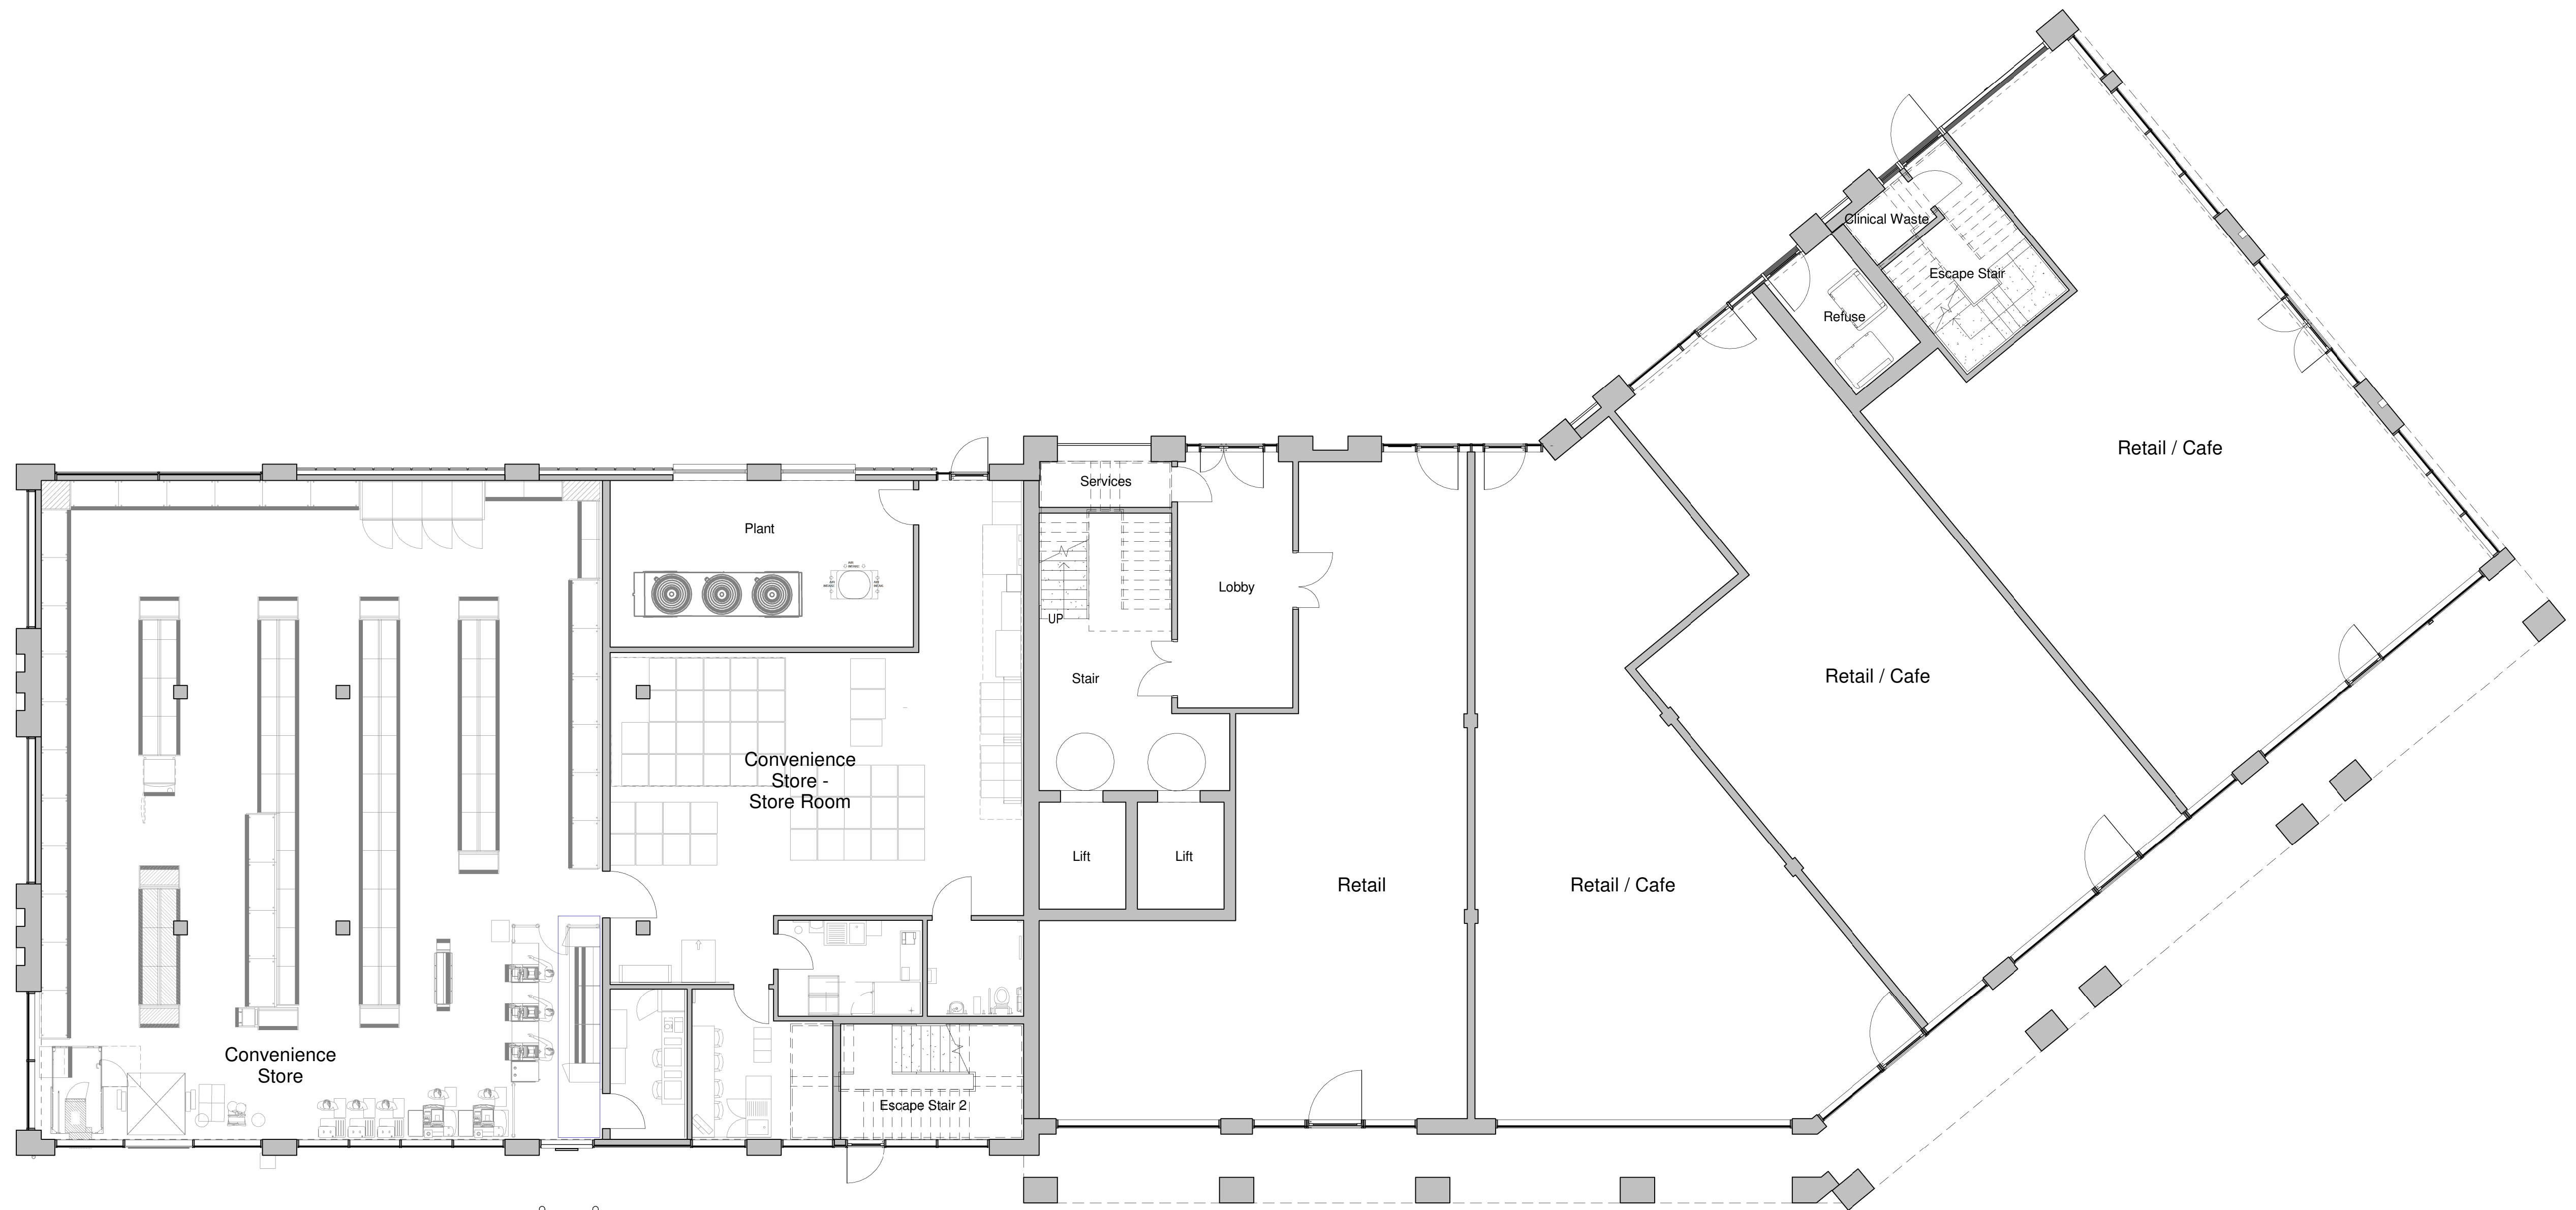 Clinical Waste
Escape Stair
Refuse
Retail / Cafe
Services
Plant
Lobby
UP
Stair
Retail / Cafe
Convenience
Store -
Store Room
Lift
Lift
Retail
Retail / Cafe
Convenience
Store
Escape Stair 2